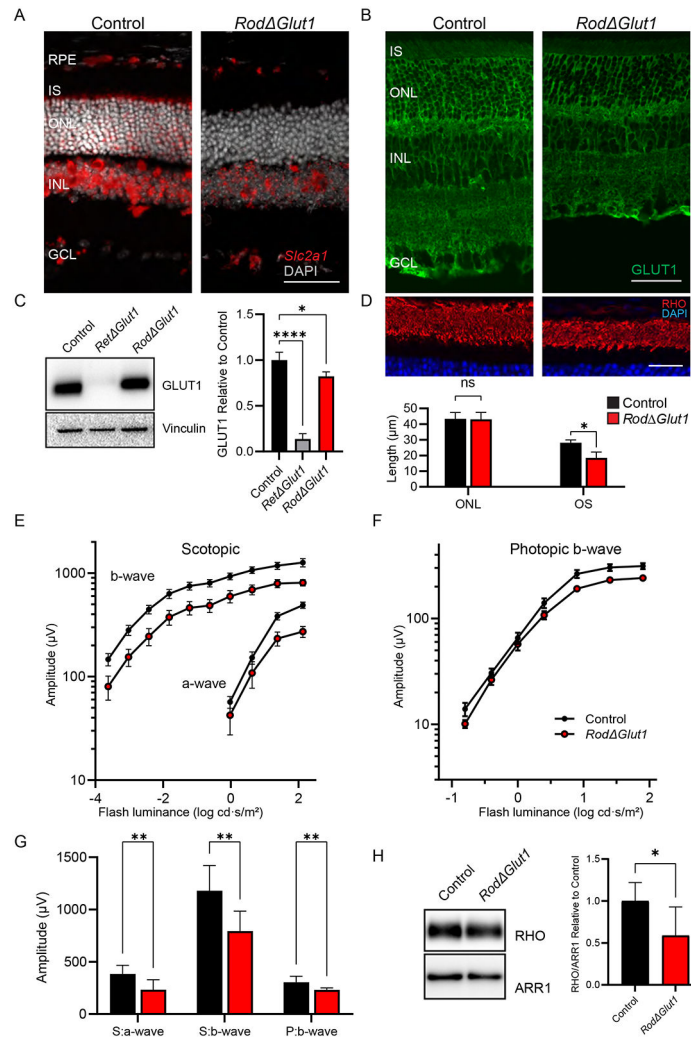 A
Control
RodΔGlut1
RPE
IS
ONL
INL
GCL
Slc2a1
DAPI
B
Control
RodΔGlut1
IS
ONL
INL
GCL
GLUT1
C
Control
RetΔGlut1
RodΔGlut1
GLUT1
Vinculin
GLUT1 Relative to Control
1.5
1.0
0.5
0.0
****
*
Control
RetΔGlut1
RodΔGlut1
D
RHO
DAPI
Control
RodΔGlut1
Length (μm)
50
40
30
20
10
0
ns
*
ONL
OS
E
Scotopic
b-wave
a-wave
Amplitude (μV)
1000
100
10
-4
-2
0
2
Flash luminance (log cd·s/m²)
F
Photopic b-wave
Amplitude (μV)
100
10
Control
RodΔGlut1
-1
0
1
2
Flash luminance (log cd·s/m²)
G
Amplitude (μV)
1500
1000
500
0
**
**
**
S:a-wave
S:b-wave
P:b-wave
H
Control
RodΔGlut1
RHO
ARR1
RHO/ARR1 Relative to Control
1.5
1.0
0.5
0.0
*
Control
RodΔGlut1